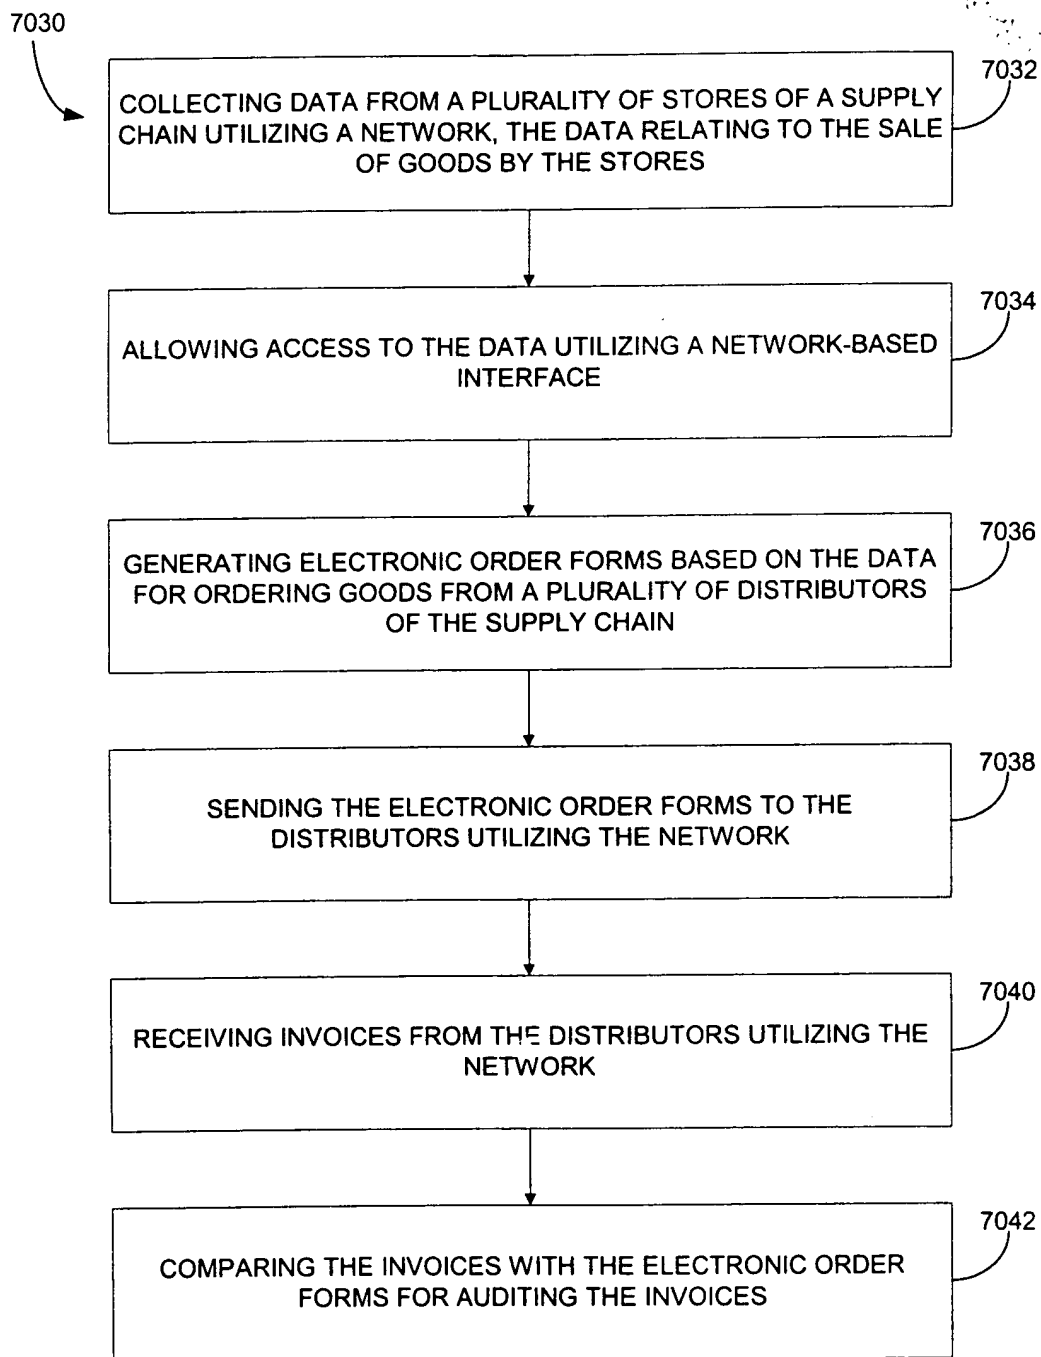 7030
7032
COLLECTING DATA FROM A PLURALITY OF STORES OF A SUPPLY
CHAIN UTILIZING A NETWORK, THE DATA RELATING TO THE SALE
OF GOODS BY THE STORES
7034
ALLOWING ACCESS TO THE DATA UTILIZING A NETWORK-BASED
INTERFACE
7036
GENERATING ELECTRONIC ORDER FORMS BASED ON THE DATA
FOR ORDERING GOODS FROM A PLURALITY OF DISTRIBUTORS
OF THE SUPPLY CHAIN
7038
SENDING THE ELECTRONIC ORDER FORMS TO THE
DISTRIBUTORS UTILIZING THE NETWORK
7040
RECEIVING INVOICES FROM THE DISTRIBUTORS UTILIZING THE
NETWORK
7042
COMPARING THE INVOICES WITH THE ELECTRONIC ORDER
FORMS FOR AUDITING THE INVOICES